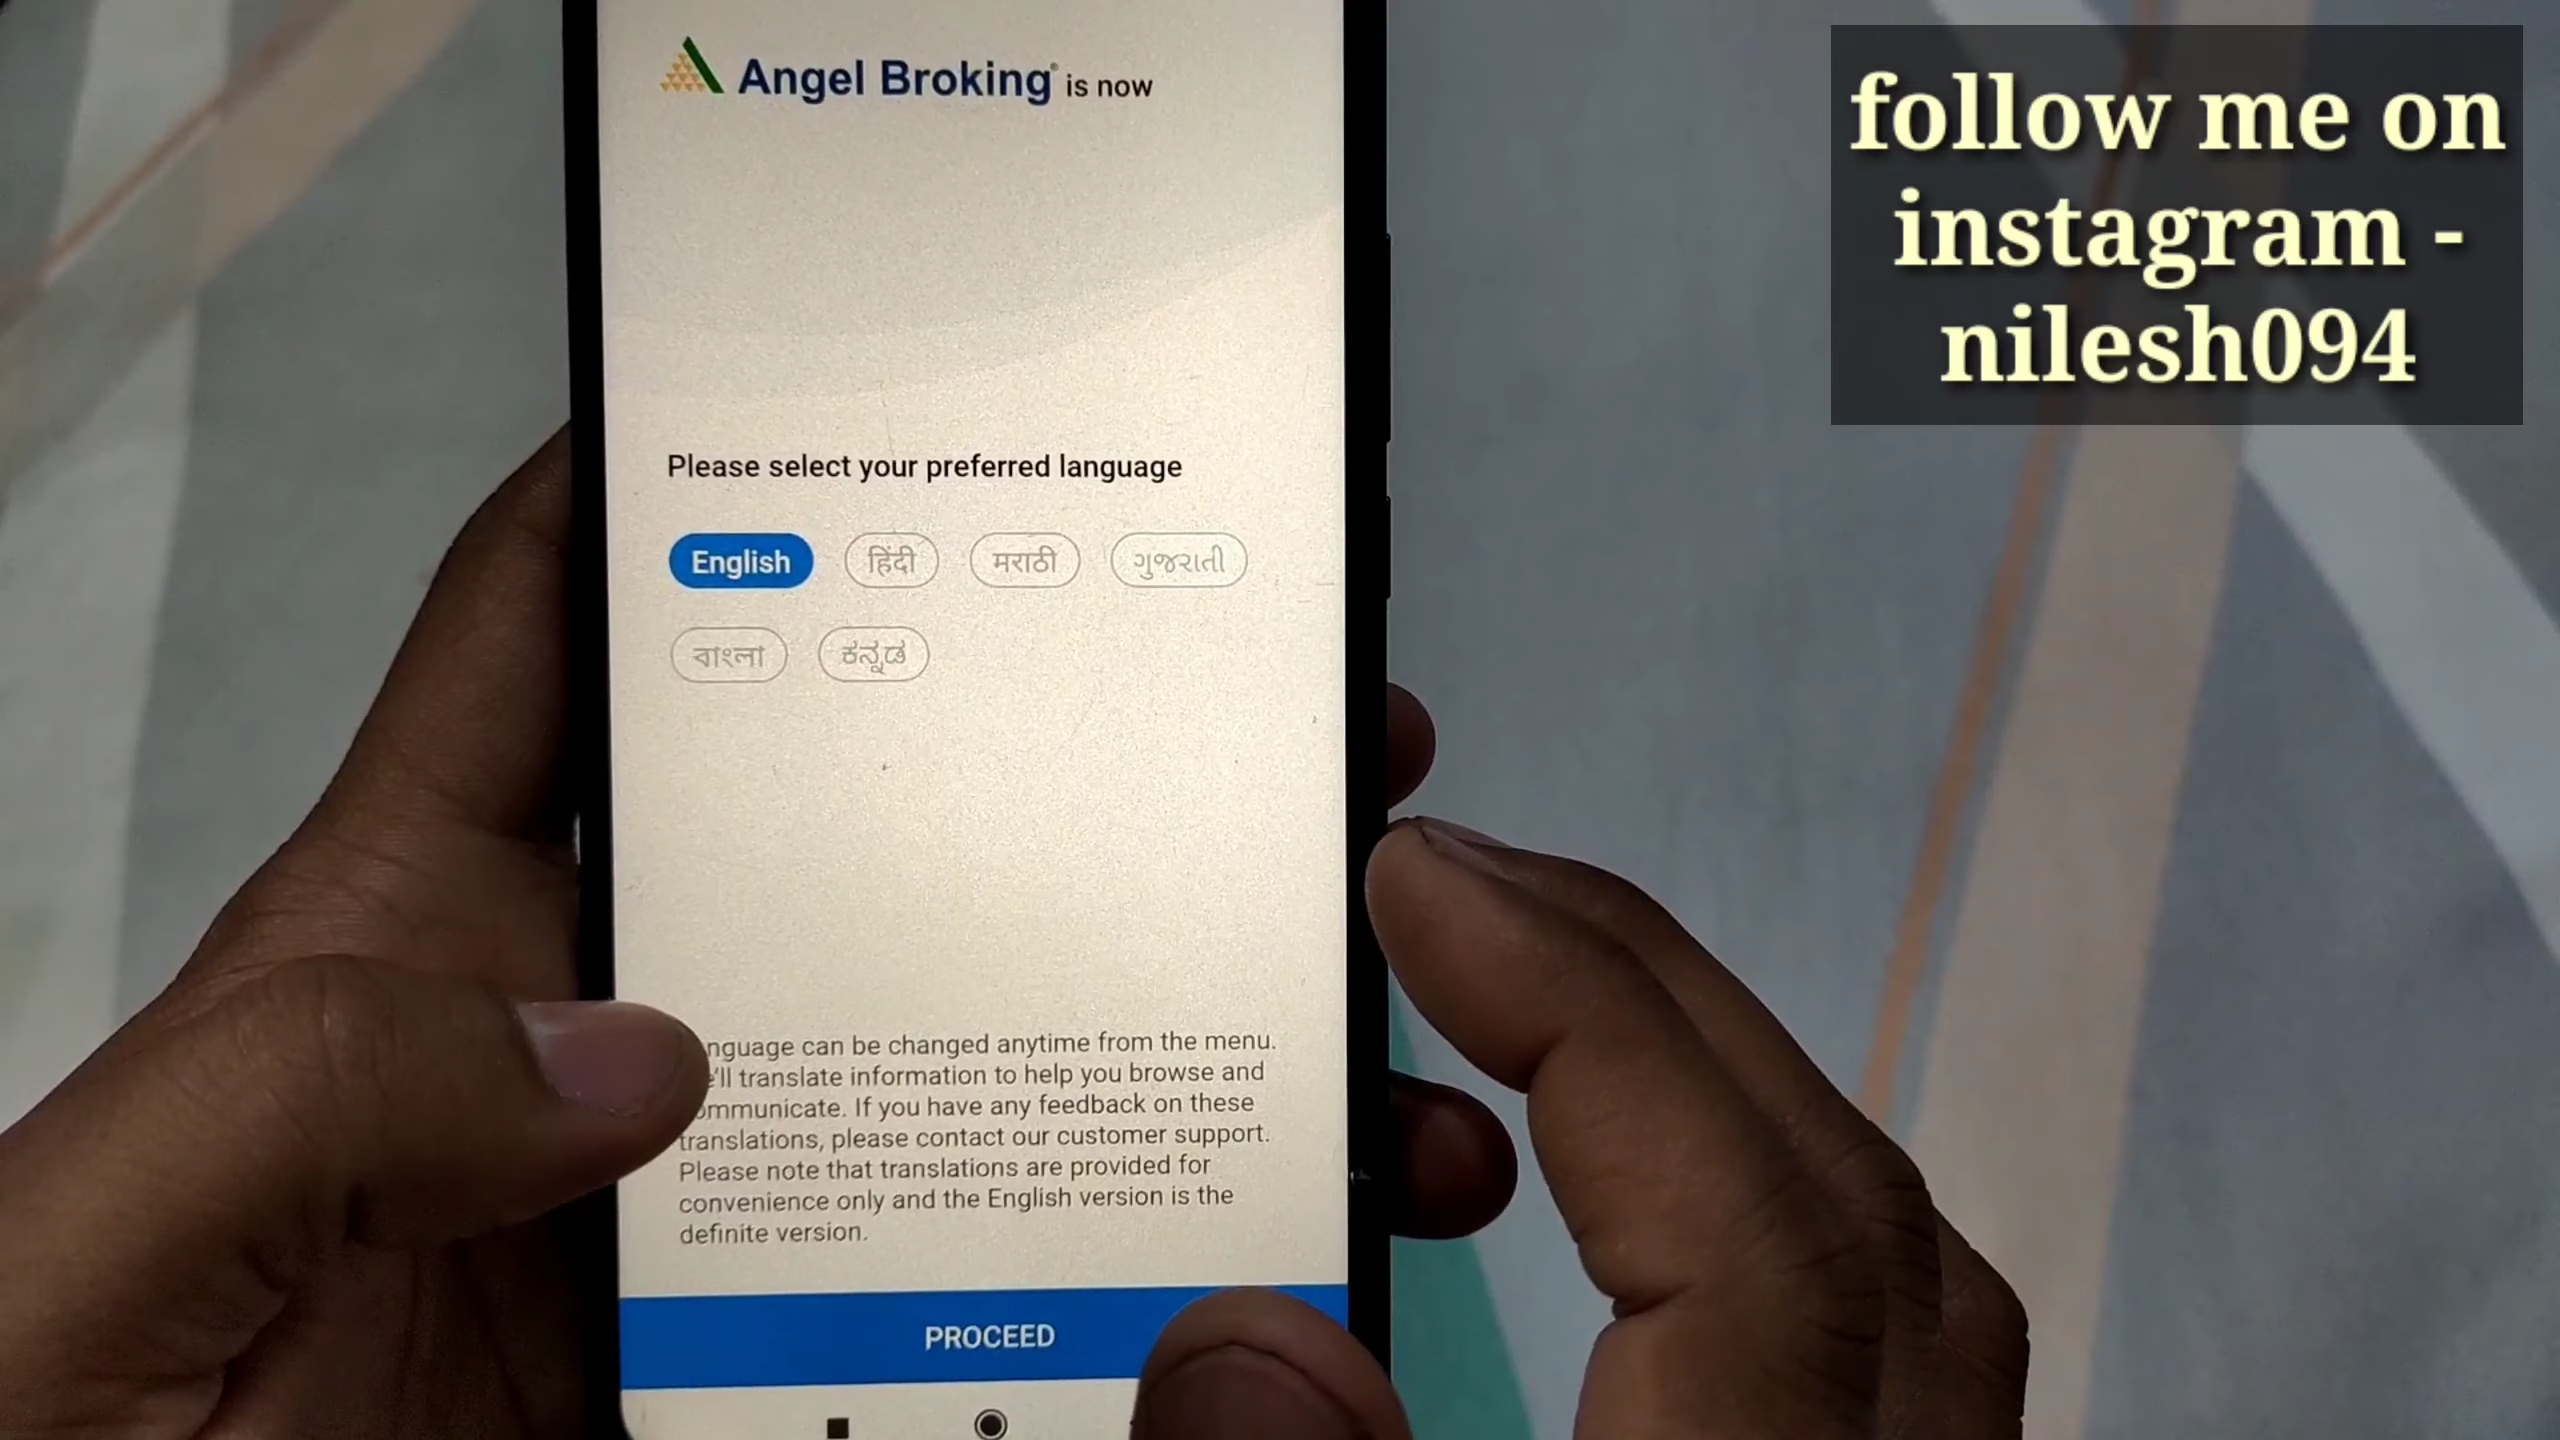 Angel Broking® is now
follow me on
instagram -
nilesh094
Please select your preferred language
English हिंदी मराठी ગુજરાતી
বাংলা ಕನ್ನಡ
nguage can be changed anytime from the menu.
'll translate information to help you browse and
ommunicate. If you have any feedback on these
translations, please contact our customer support.
Please note that translations are provided for
convenience only and the English version is the
definite version.
PROCEED